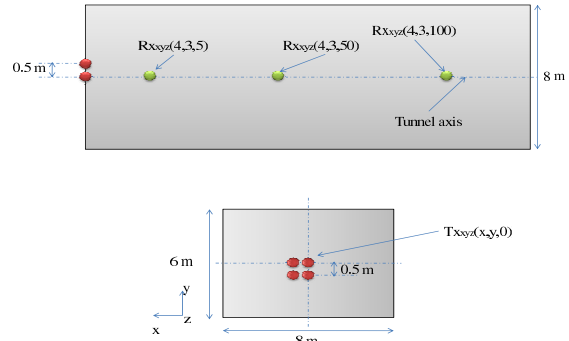 Rxxyz(4,3,5)
Rxxyz(4,3,50)
Rxxyz(4,3,100)
0.5 m
8 m
Tunnel axis
Txxyz(x,y,0)
6 m
0.5 m
y
z
x
8 m